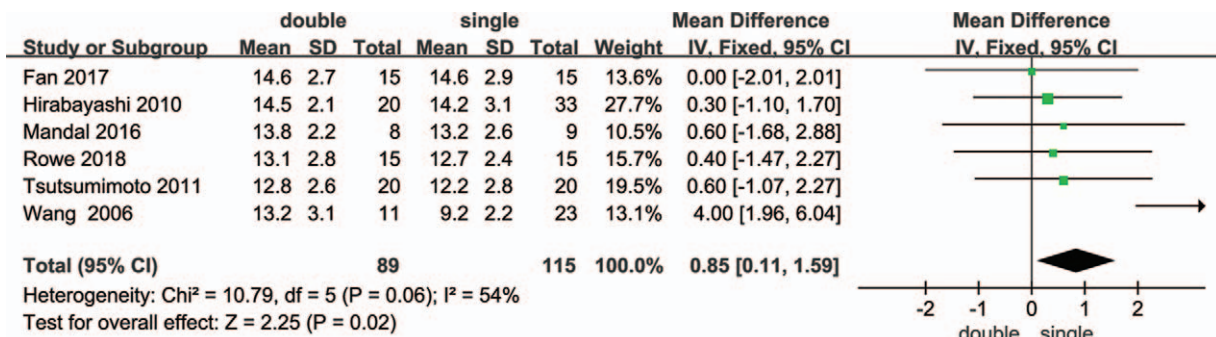 double single Mean Difference Mean Difference
Study or Subgroup Mean SD Total Mean SD Total Weight IV, Fixed, 95% CI IV, Fixed, 95% CI
Fan 2017 14.6 2.7 15 14.6 2.9 15 13.6% 0.00 [-2.01, 2.01]
Hirabayashi 2010 14.5 2.1 20 14.2 3.1 33 27.7% 0.30 [-1.10, 1.70]
Mandal 2016 13.8 2.2 8 13.2 2.6 9 10.5% 0.60 [-1.68, 2.88]
Rowe 2018 13.1 2.8 15 12.7 2.4 15 15.7% 0.40 [-1.47, 2.27]
Tsutsumimoto 2011 12.8 2.6 20 12.2 2.8 20 19.5% 0.60 [-1.07, 2.27]
Wang 2006 13.2 3.1 11 9.2 2.2 23 13.1% 4.00 [1.96, 6.04]
Total (95% CI) 89 115 100.0% 0.85 [0.11, 1.59]
Heterogeneity: Chi² = 10.79, df = 5 (P = 0.06); I² = 54%
Test for overall effect: Z = 2.25 (P = 0.02)
-2 -1 0 1 2
double single